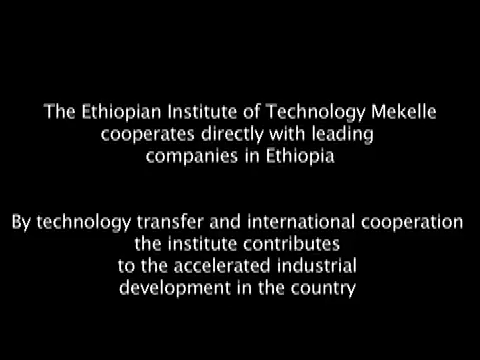 The Ethiopian Institute of Technology Mekelle
cooperates directly with leading
companies in Ethiopia
By technology transfer and international cooperation
the institute contributes
to the accelerated industrial
development in the country